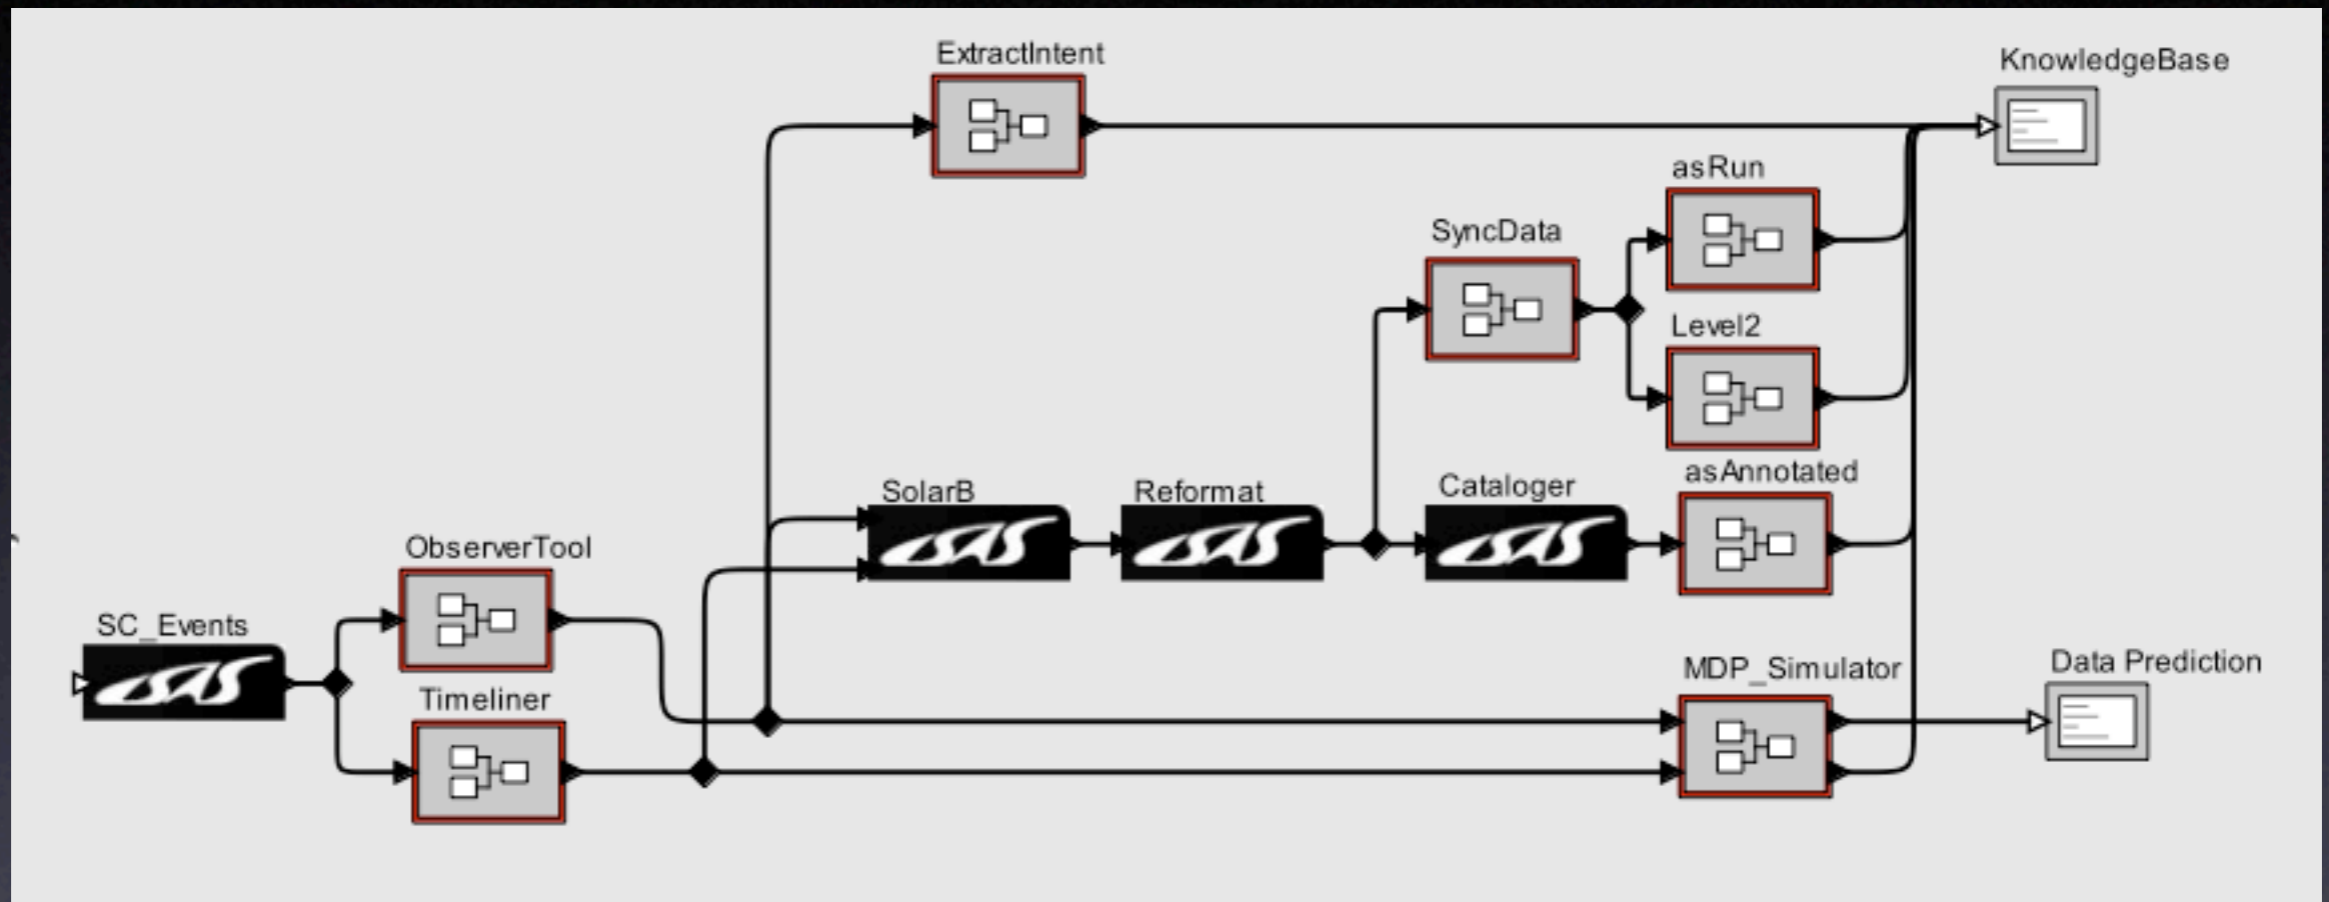 ExtractIntent
KnowledgeBase
asRun
SyncData
Level2
asAnnotated
SolarB
Reformat
Cataloger
ObserverTool
SC_Events
Timeliner
MDP_Simulator
Data Prediction